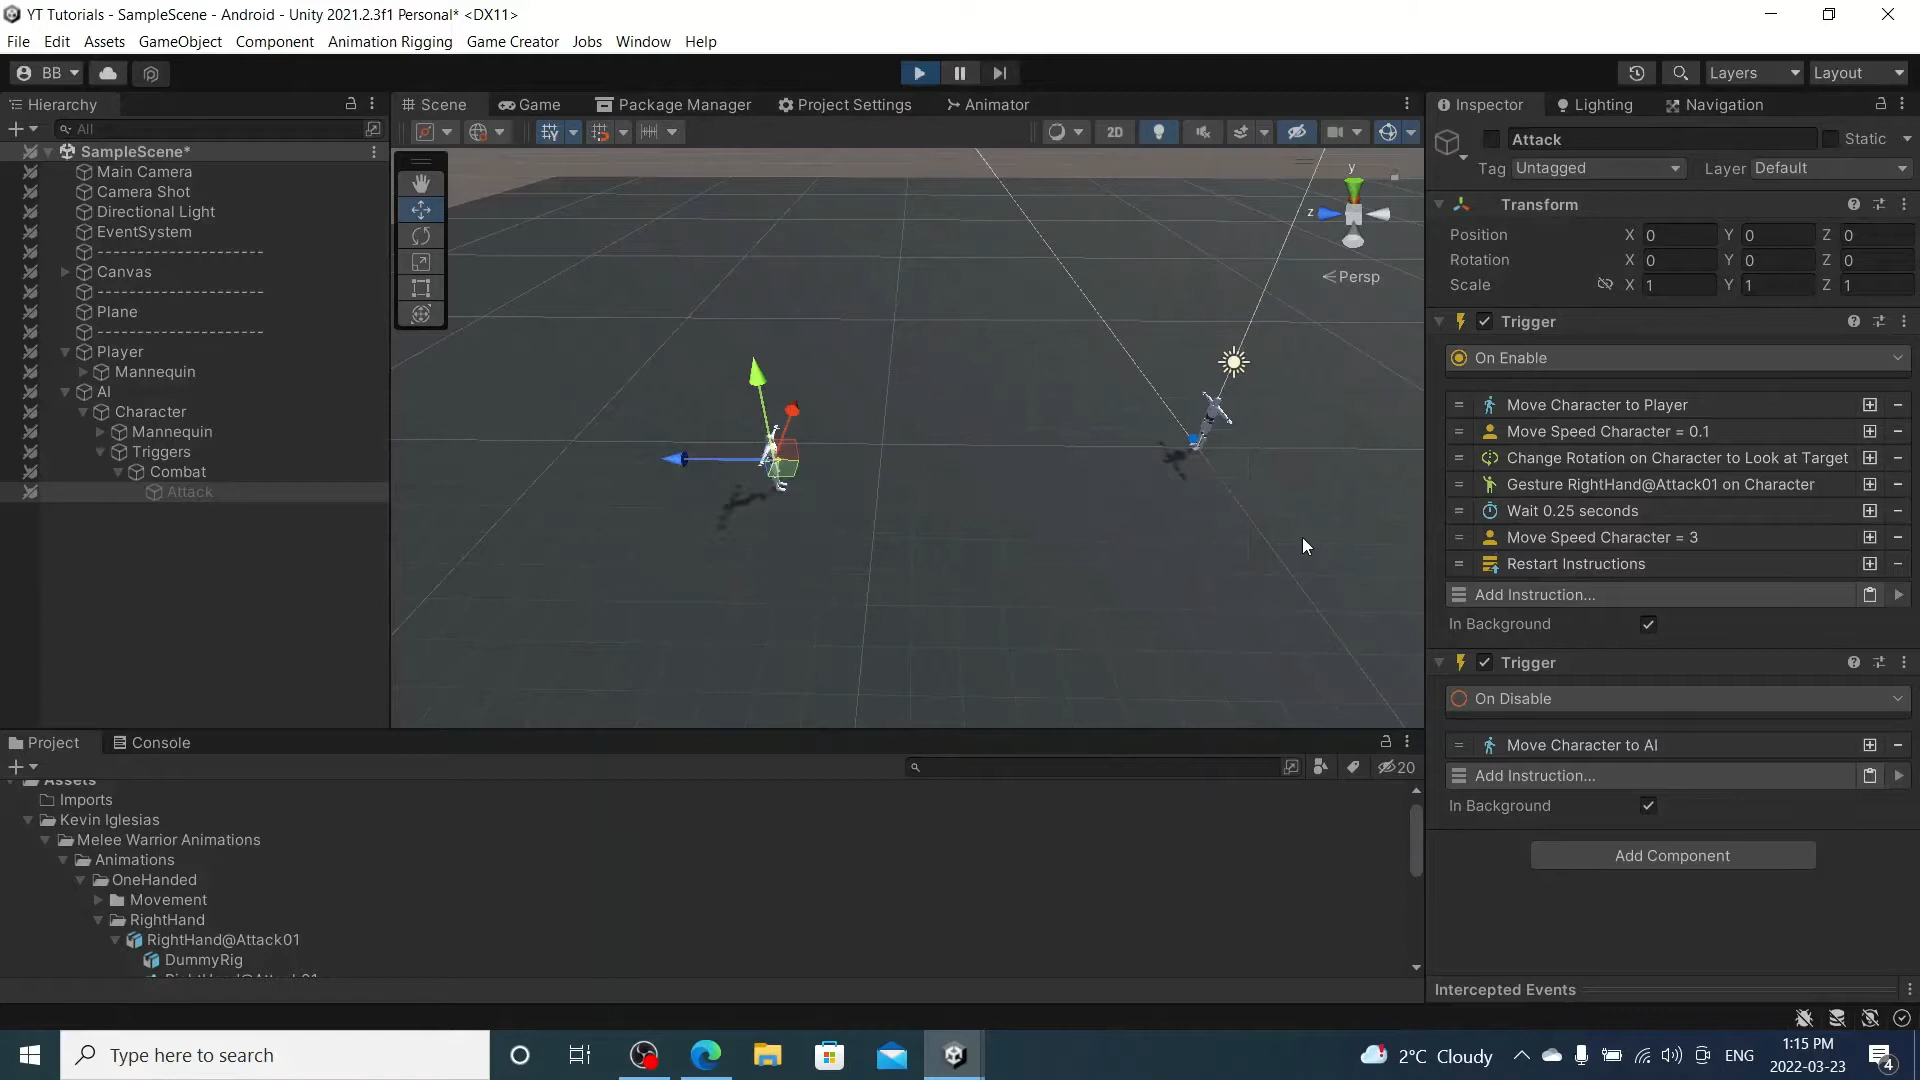 YT Tutorials - SampleScene - Android - Unity 2021.2.3f1 Personal* <DX11>
File Edit Assets GameObject Component Animation Rigging Game Creator Jobs Window Help
BB Layers Layout
Hierarchy Scene Game Package Manager Project Settings Animator Inspector Lighting Navigation
All 2D
SampleScene*
Main Camera
Camera Shot
Directional Light
EventSystem
--------------------
Canvas
--------------------
Plane
--------------------
Player
Mannequin
AI
Character
Mannequin
Triggers
Combat
Attack
y
z
Persp
Attack Static
Tag Untagged Layer Default
Transform
Position X 0 Y 0 Z 0
Rotation X 0 Y 0 Z 0
Scale X 1 Y 1 Z 1
Trigger
On Enable
Move Character to Player
Move Speed Character = 0.1
Change Rotation on Character to Look at Target
Gesture RightHand@Attack01 on Character
Wait 0.25 seconds
Move Speed Character = 3
Restart Instructions
Add Instruction...
In Background
Trigger
On Disable
Move Character to AI
Add Instruction...
In Background
Add Component
Intercepted Events
Project Console
20
Assets
Imports
Kevin Iglesias
Melee Warrior Animations
Animations
OneHanded
Movement
RightHand
RightHand@Attack01
DummyRig
RightHand@Attack01
Type here to search
2°C Cloudy ENG 1:15 PM
2022-03-23
4